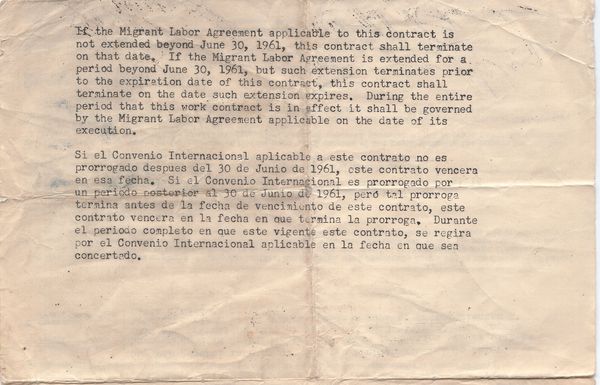 If the Migrant Labor Agreement applicable to this contract is
not extended beyond June 30, 1961, this contract shall terminate
on that date. If the Migrant Labor Agreement is extended for a
period beyond June 30, 1961, but such extension terminates prior
to the expiration date of this contract, this contract shall
terminate on the date such extension expires. During the entire
period that this work contract is in effect it shall be governed
by the Migrant Labor Agreement applicable on the date of its
execution.
Si el Convenio Internacional aplicable a este contrato no es
prorrogado despues del 30 de Junio de 1961, este contrato vencera
en esa fecha. Si el Convenio Internacional es prorrogado por
un periodo posterior al 30 de Junio de 1961, pero tal prorroga
termina antes de la fecha de vencimiento de este contrato, este
contrato vencera en la fecha en que termina la prorroga. Durante
el periodo completo en que este vigente este contrato, se regira
por el Convenio Internacional aplicable en la fecha en que sea
concertado.